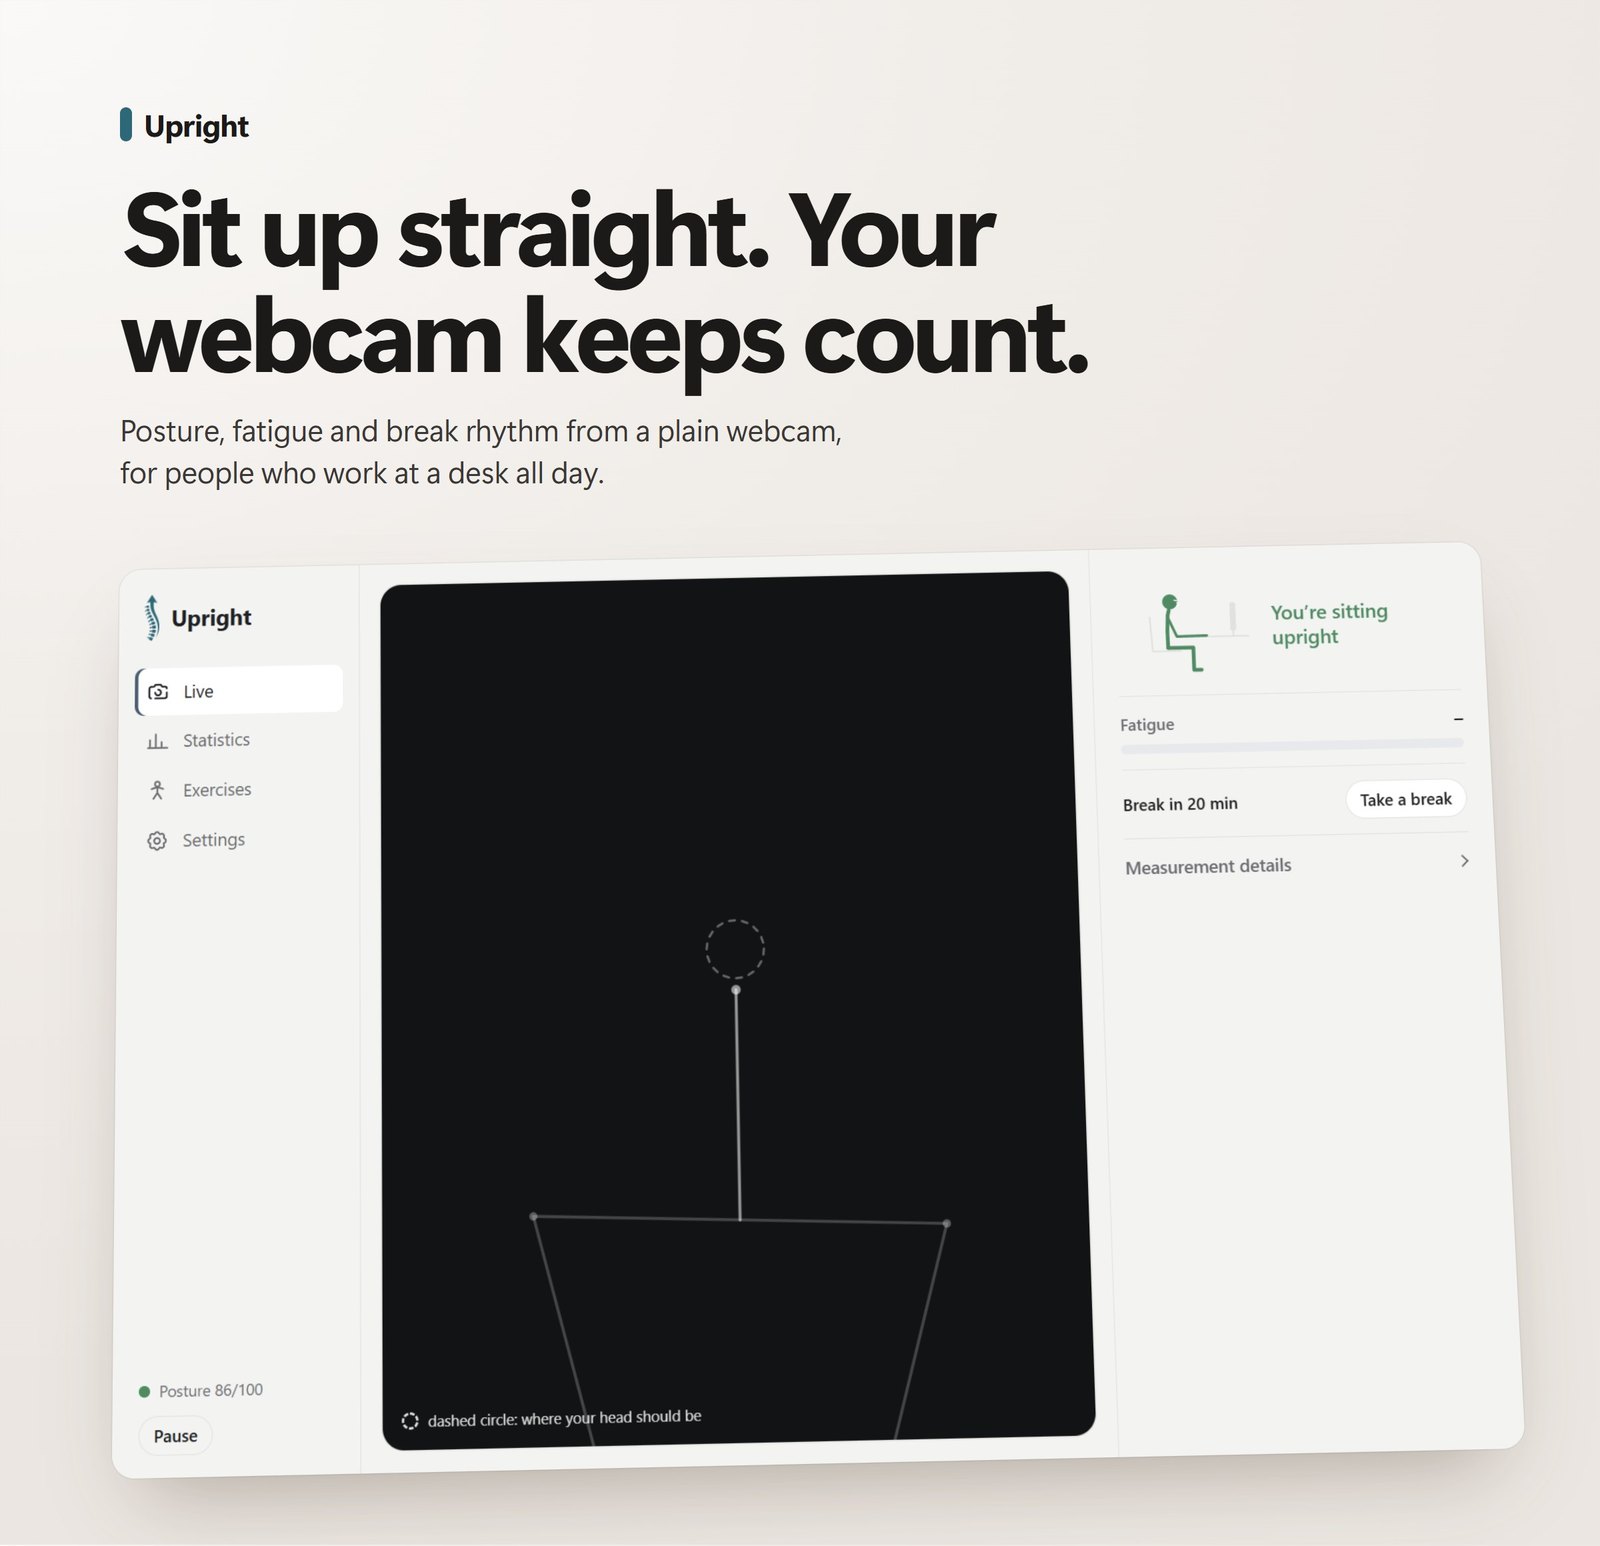 Upright
Sit up straight. Your
webcam keeps count.
Posture, fatigue and break rhythm from a plain webcam,
for people who work at a desk all day.
Upright
Live
Statistics
Exercises
Settings
Posture 86/100
Pause
dashed circle: where your head should be
You’re sitting
upright
Fatigue –
Break in 20 min
Take a break
Measurement details